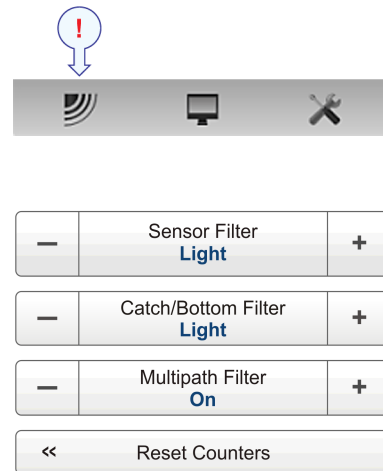 !
− Sensor Filter +
Light
− Catch/Bottom Filter +
Light
− Multipath Filter +
On
« Reset Counters